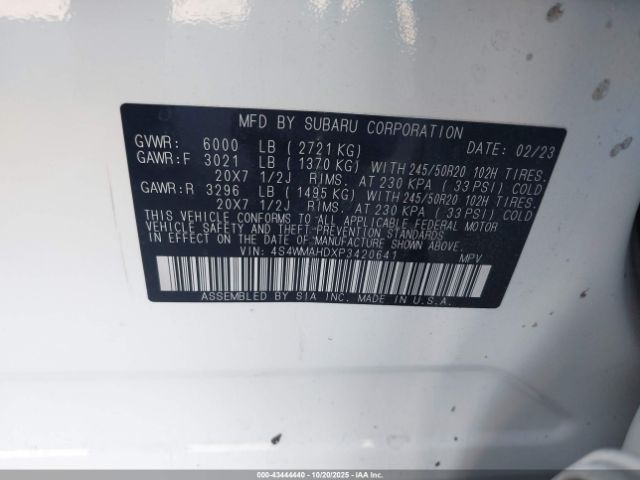 MFD BY SUBARU CORPORATION
GVWR: 6000 LB ( 2721 KG) DATE: 02/23
GAWR:F 3021 LB ( 1370 KG) WITH 245/50R20 102H TIRES.
20X7 1/2J RIMS. AT 230 KPA ( 33 PSI) COLD
GAWR:R 3296 LB ( 1495 KG) WITH 245/50R20 102H TIRES.
20X7 1/2J RIMS. AT 230 KPA ( 33 PSI) COLD
THIS VEHICLE CONFORMS TO ALL APPLICABLE FEDERAL MOTOR
VEHICLE SAFETY AND THEFT PREVENTION STANDARDS
IN EFFECT ON THE DATE OF MANUFACTURE SHOWN ABOVE.
VIN: 4S4WMAHDXP3420641 MPV
ASSEMBLED BY SIA INC. MADE IN U.S.A.
000-43444440 - 10/20/2025 - IAA Inc.